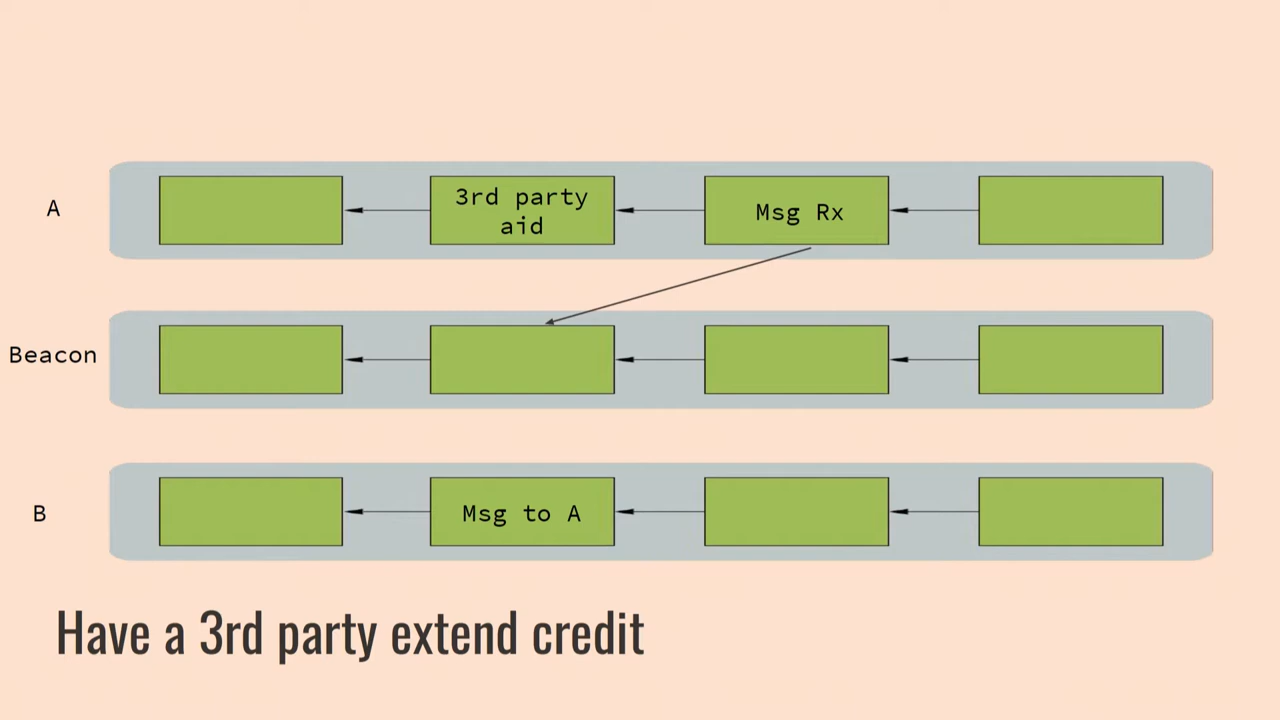 A
3rd party
aid
Msg Rx
Beacon
B
Msg to A
Have a 3rd party extend credit